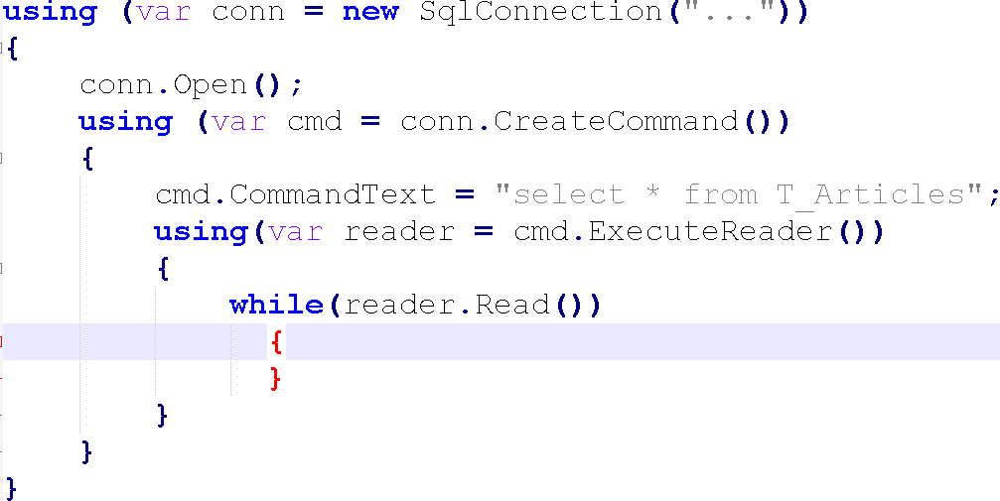 using (var conn = new SqlConnection("..."))
{
    conn.Open();
    using (var cmd = conn.CreateCommand())
    {
        cmd.CommandText = "select * from T_Articles";
        using(var reader = cmd.ExecuteReader())
        {
            while(reader.Read())
              {
              }
        }
    }
}